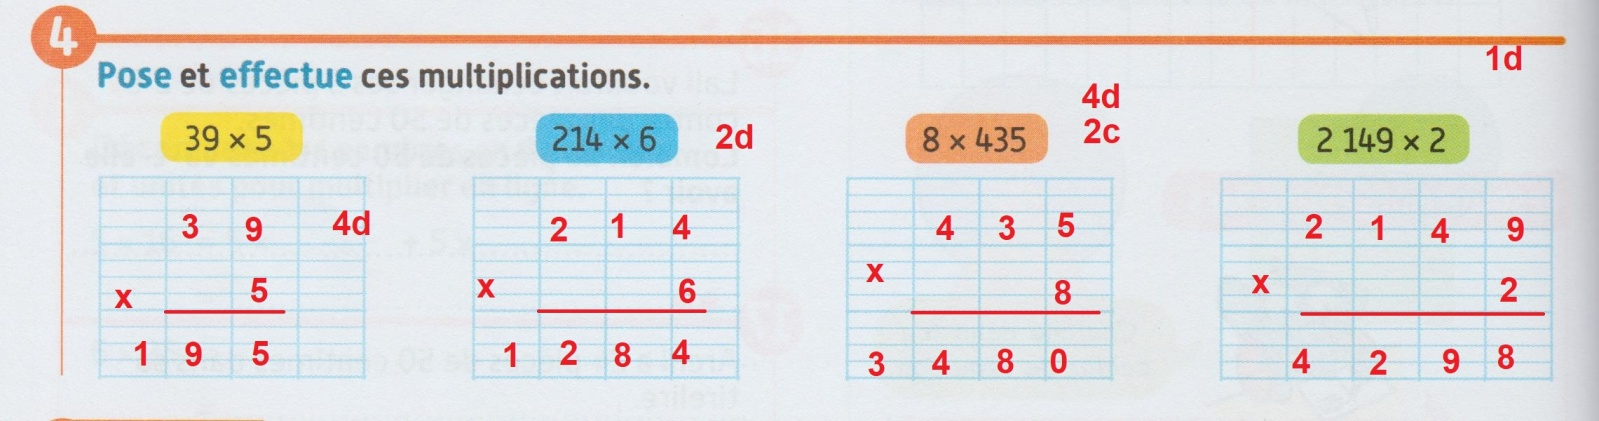 4
1d
Pose et effectue ces multiplications.
4d
39 × 5
214 × 6
2d
8 × 435
2c
2 149 × 2
3 9 4d
x 5
1 9 5
2 1 4
x 6
1 2 8 4
4 3 5
x 8
3 4 8 0
2 1 4 9
x 2
4 2 9 8